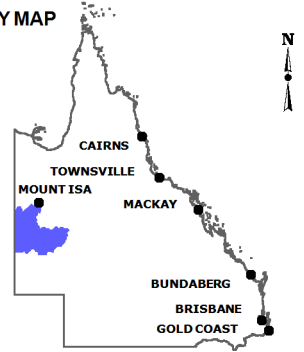 Y MAP
N
CAIRNS
TOWNSVILLE
MOUNT ISA
MACKAY
BUNDABERG
BRISBANE
GOLD COAST